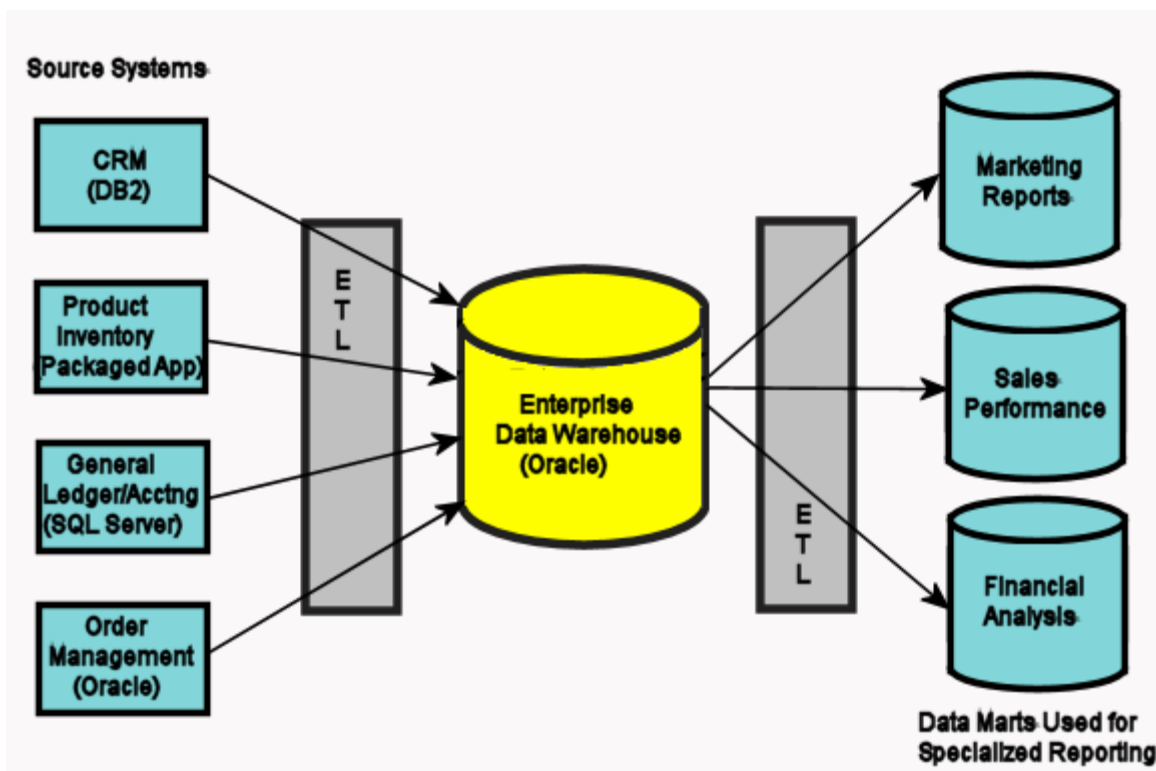 Source Systems
CRM
(DB2)
Product
Inventory
(Packaged App)
General
Ledger/Acctng
(SQL Server)
Order
Management
(Oracle)
E
T
L
Enterprise
Data Warehouse
(Oracle)
E
T
L
Marketing
Reports
Sales
Performance
Financial
Analysis
Data Marts Used for
Specialized Reporting